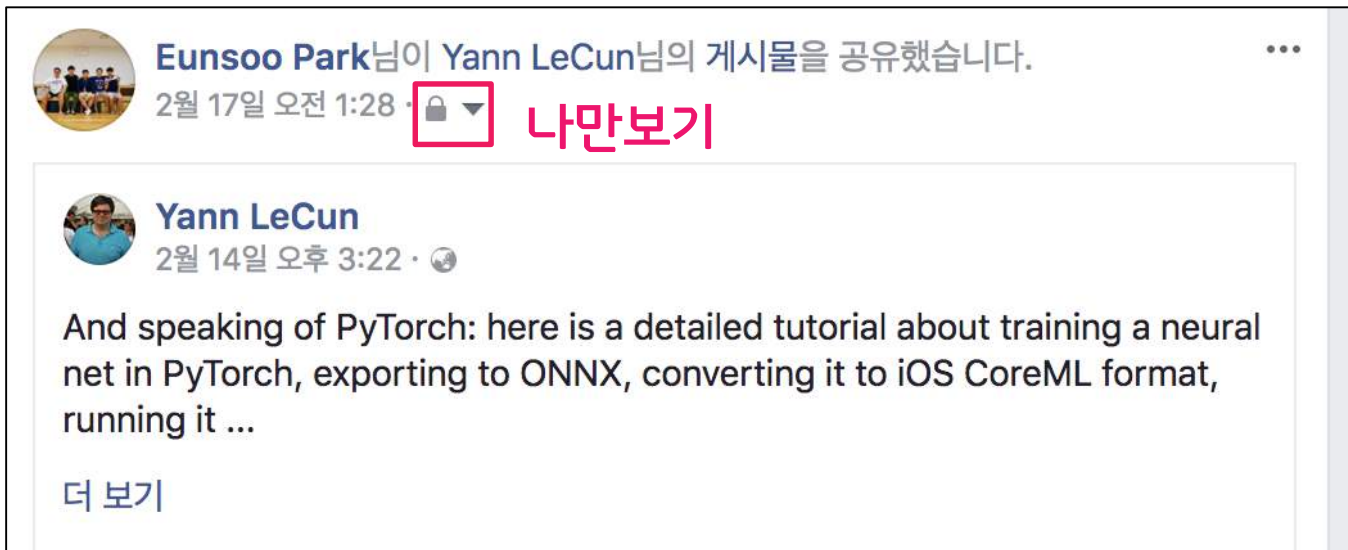 Eunsoo Park님이 Yann LeCun님의 게시물을 공유했습니다.
2월 17일 오전 1:28 ·
나만보기
Yann LeCun
2월 14일 오후 3:22 ·
And speaking of PyTorch: here is a detailed tutorial about training a neural
net in PyTorch, exporting to ONNX, converting it to iOS CoreML format,
running it ...
더 보기